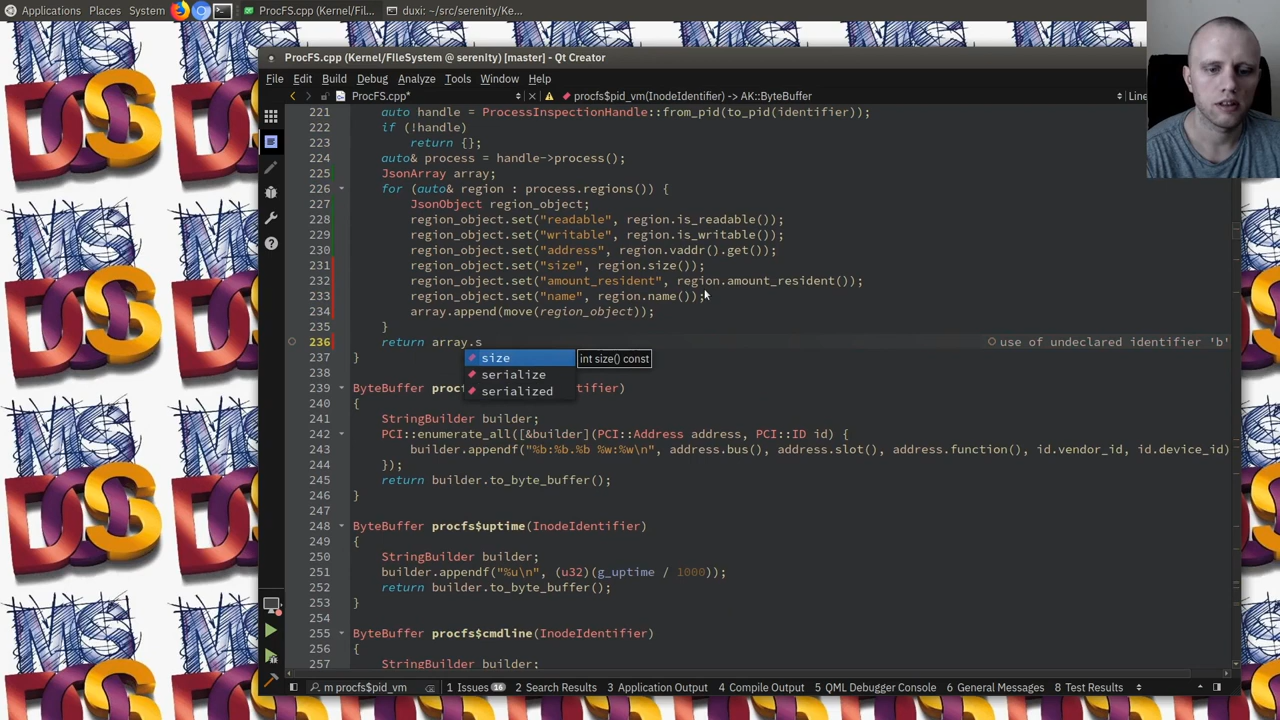 Applications Places System ProcFS.cpp (Kernel/Fil... duxi: ~/src/serenity/Ke...
ProcFS.cpp (Kernel/FileSystem @ serenity) [master] - Qt Creator
File Edit Build Debug Analyze Tools Window Help
ProcFS.cpp* procfs$pid_vm(InodeIdentifier) -> AK::ByteBuffer Line
221 auto handle = ProcessInspectionHandle::from_pid(to_pid(identifier));
222 if (!handle)
223 return {};
224 auto& process = handle->process();
225 JsonArray array;
226 for (auto& region : process.regions()) {
227 JsonObject region_object;
228 region_object.set("readable", region.is_readable());
229 region_object.set("writable", region.is_writable());
230 region_object.set("address", region.vaddr().get());
231 region_object.set("size", region.size());
232 region_object.set("amount_resident", region.amount_resident());
233 region_object.set("name", region.name());
234 array.append(move(region_object));
235 }
236 return array.s use of undeclared identifier 'b'
237 }
size int size() const
serialize
serialized
238
239 ByteBuffer proc tifier)
240 {
241 StringBuilder builder;
242 PCI::enumerate_all([&builder](PCI::Address address, PCI::ID id) {
243 builder.appendf("%b:%b.%b %w:%w\n", address.bus(), address.slot(), address.function(), id.vendor_id, id.device_id)
244 });
245 return builder.to_byte_buffer();
246 }
247
248 ByteBuffer procfs$uptime(InodeIdentifier)
249 {
250 StringBuilder builder;
251 builder.appendf("%u\n", (u32)(g_uptime / 1000));
252 return builder.to_byte_buffer();
253 }
254
255 ByteBuffer procfs$cmdline(InodeIdentifier)
256 {
257 StringBuilder builder;
m procfs$pid_vm 1 Issues 16 2 Search Results 3 Application Output 4 Compile Output 5 QML Debugger Console 6 General Messages 8 Test Results